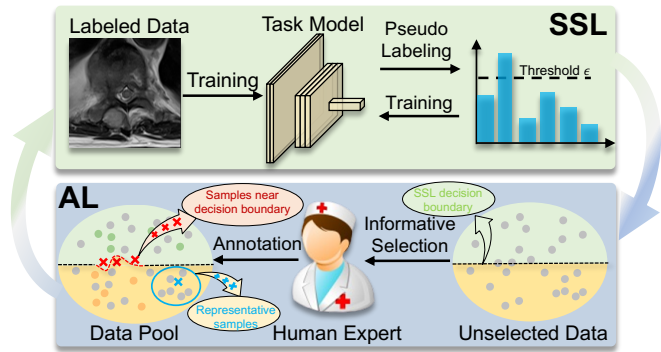 Labeled Data
Task Model
SSL
Training
Pseudo
Labeling
Threshold ϵ
Training
AL
Samples near
decision boundary
SSL decision
boundary
Annotation
Informative
Selection
Representative
samples
Data Pool
Human Expert
Unselected Data